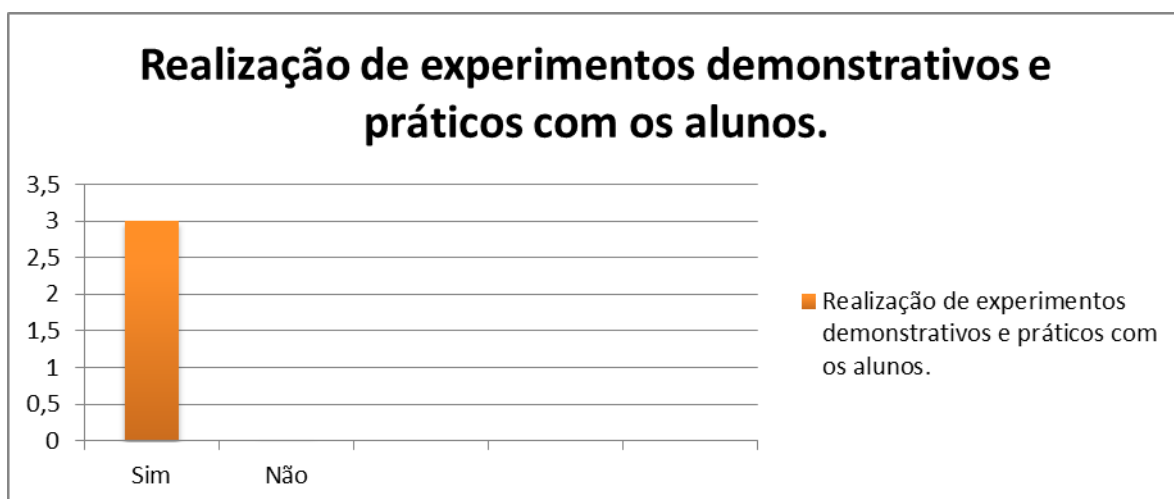 Realização de experimentos demonstrativos e
práticos com os alunos.
3,5
3
2,5
2
1,5
1
0,5
0
Sim
Não
Realização de experimentos
demonstrativos e práticos com
os alunos.